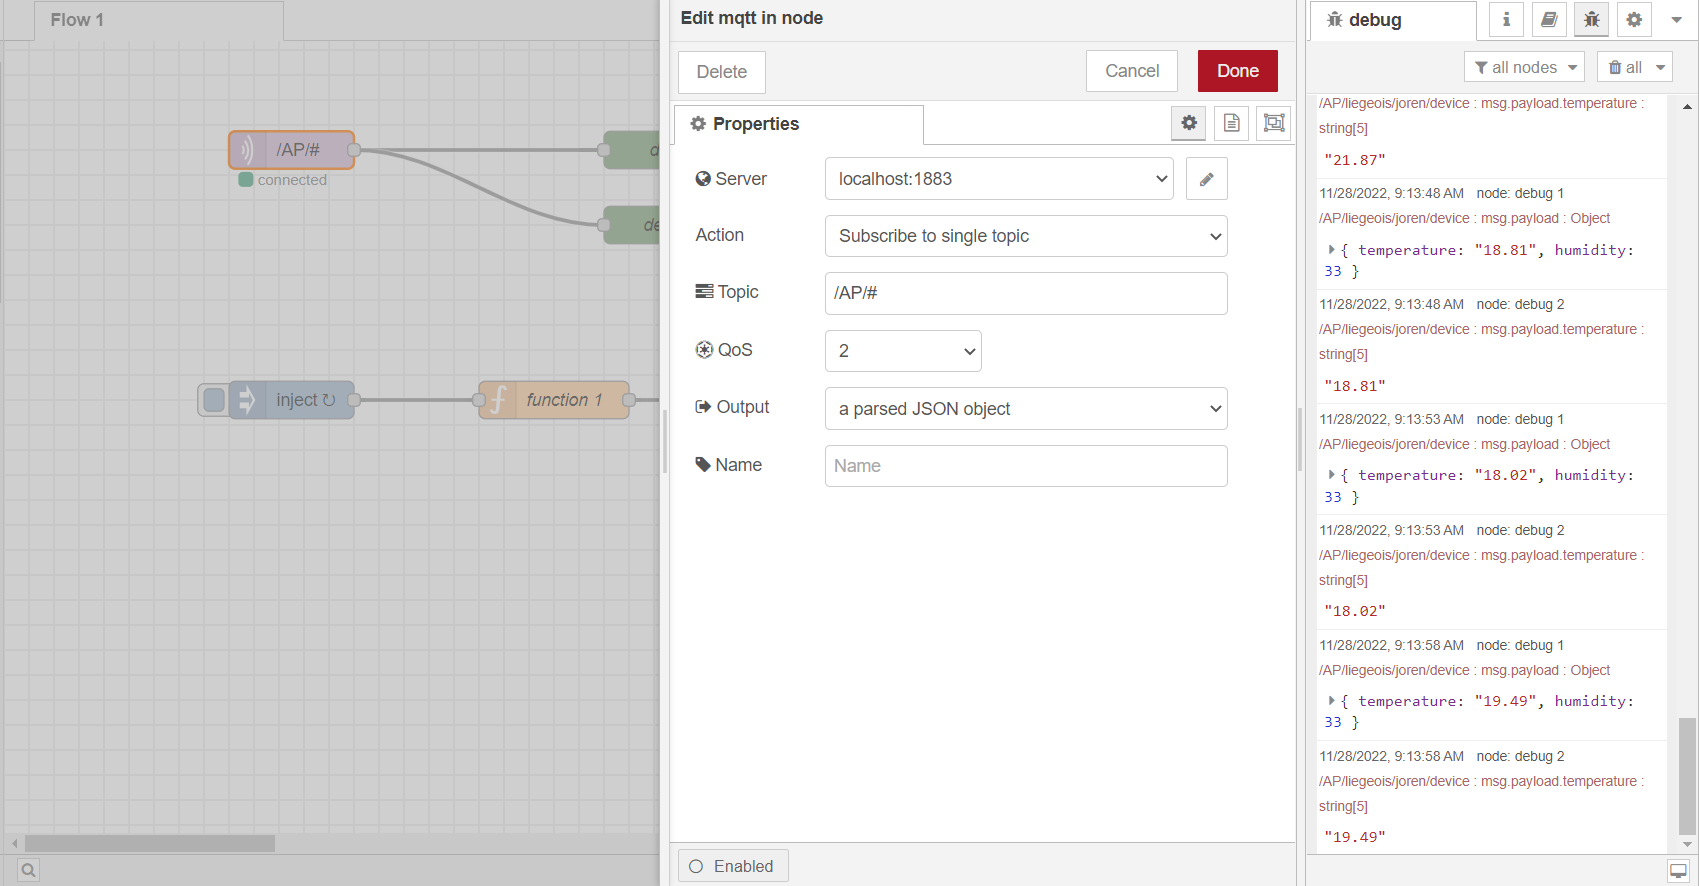 Flow 1
/AP/#
connected
inject ↻
function 1
Edit mqtt in node
Delete
Cancel
Done
Properties
Server
localhost:1883
Action
Subscribe to single topic
Topic
/AP/#
QoS
2
Output
a parsed JSON object
Name
Name
Enabled
debug
all nodes
all
/AP/liegeois/joren/device : msg.payload.temperature :
string[5]
"21.87"
11/28/2022, 9:13:48 AM node: debug 1
/AP/liegeois/joren/device : msg.payload : Object
{ temperature: "18.81", humidity:
33 }
11/28/2022, 9:13:48 AM node: debug 2
/AP/liegeois/joren/device : msg.payload.temperature :
string[5]
"18.81"
11/28/2022, 9:13:53 AM node: debug 1
/AP/liegeois/joren/device : msg.payload : Object
{ temperature: "18.02", humidity:
33 }
11/28/2022, 9:13:53 AM node: debug 2
/AP/liegeois/joren/device : msg.payload.temperature :
string[5]
"18.02"
11/28/2022, 9:13:58 AM node: debug 1
/AP/liegeois/joren/device : msg.payload : Object
{ temperature: "19.49", humidity:
33 }
11/28/2022, 9:13:58 AM node: debug 2
/AP/liegeois/joren/device : msg.payload.temperature :
string[5]
"19.49"